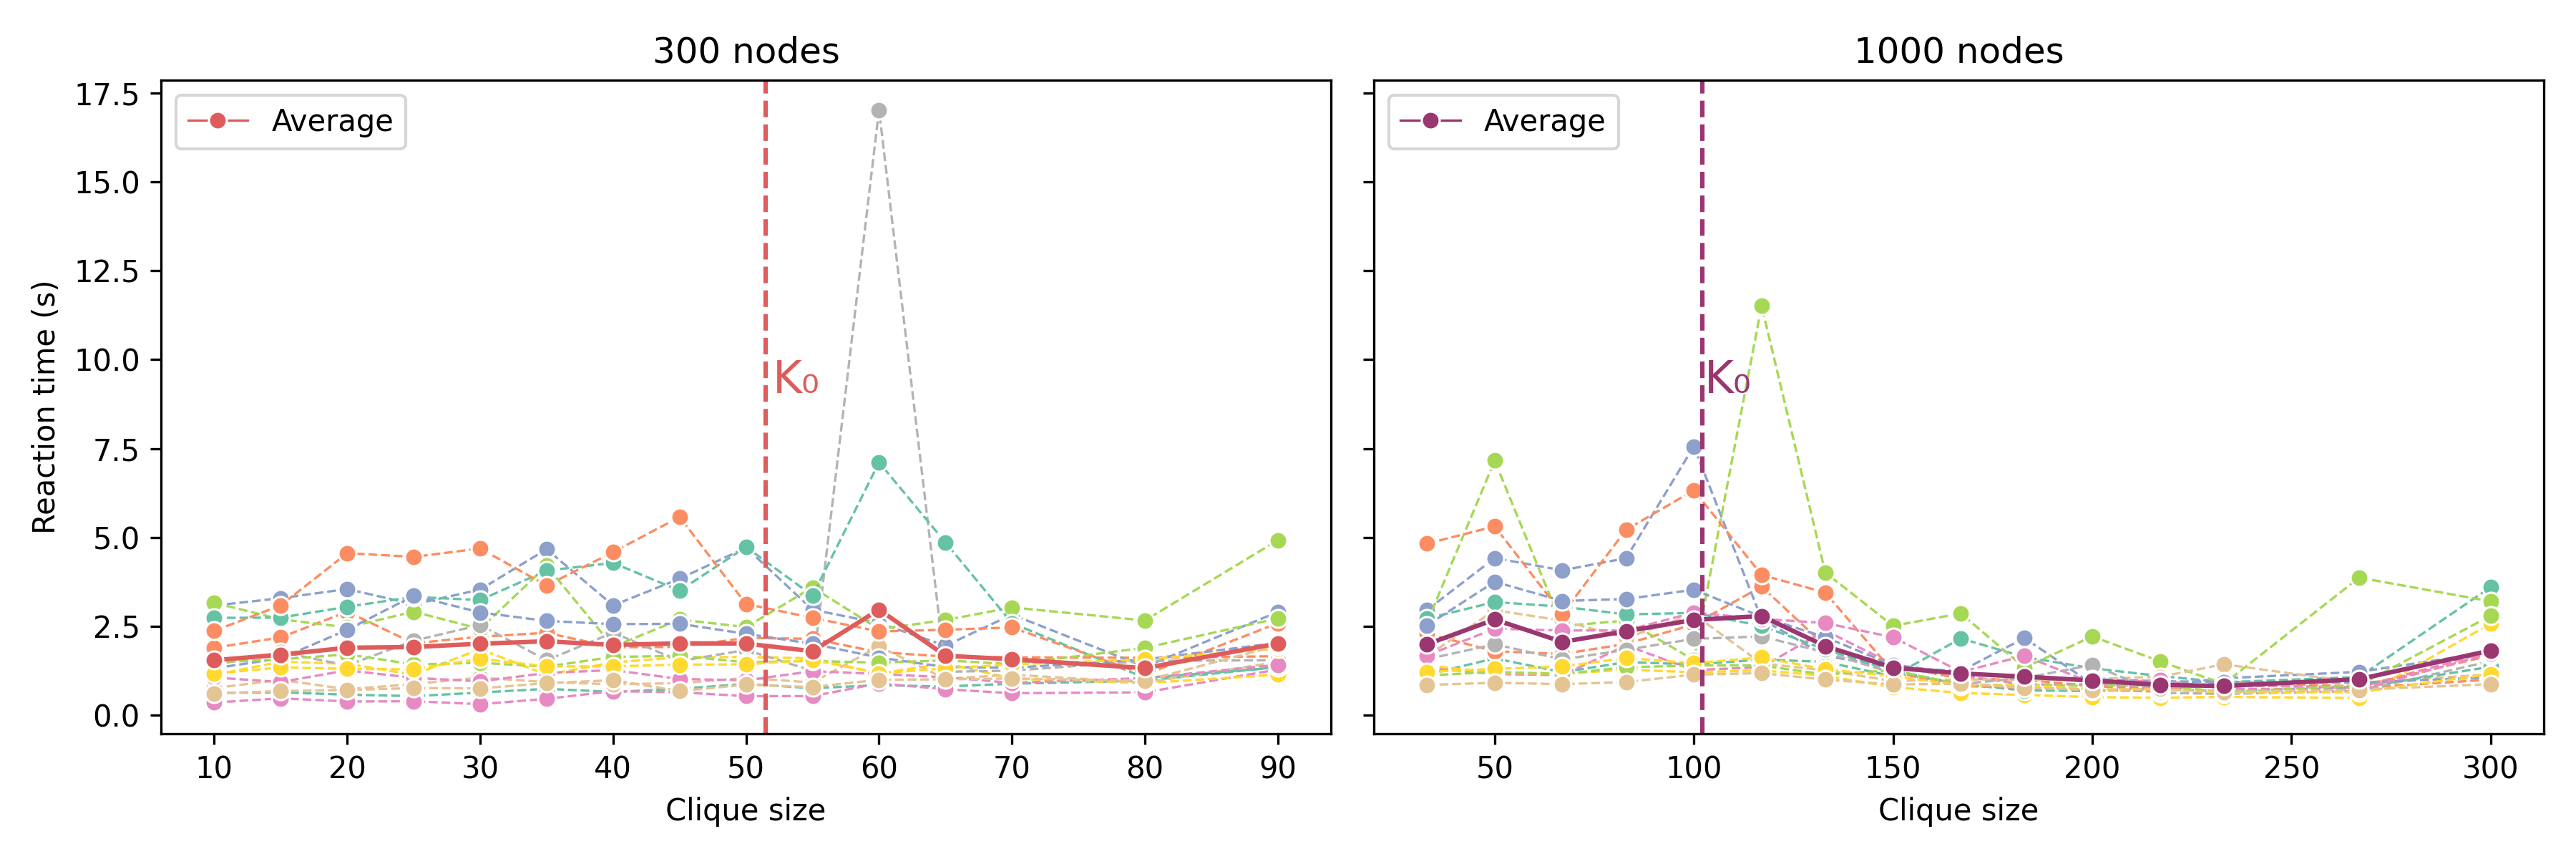 300 nodes
1000 nodes
Average
Average
17.5
15.0
12.5
10.0
7.5
5.0
2.5
0.0
Reaction time (s)
K₀
K₀
10 20 30 40 50 60 70 80 90
50 100 150 200 250 300
Clique size
Clique size